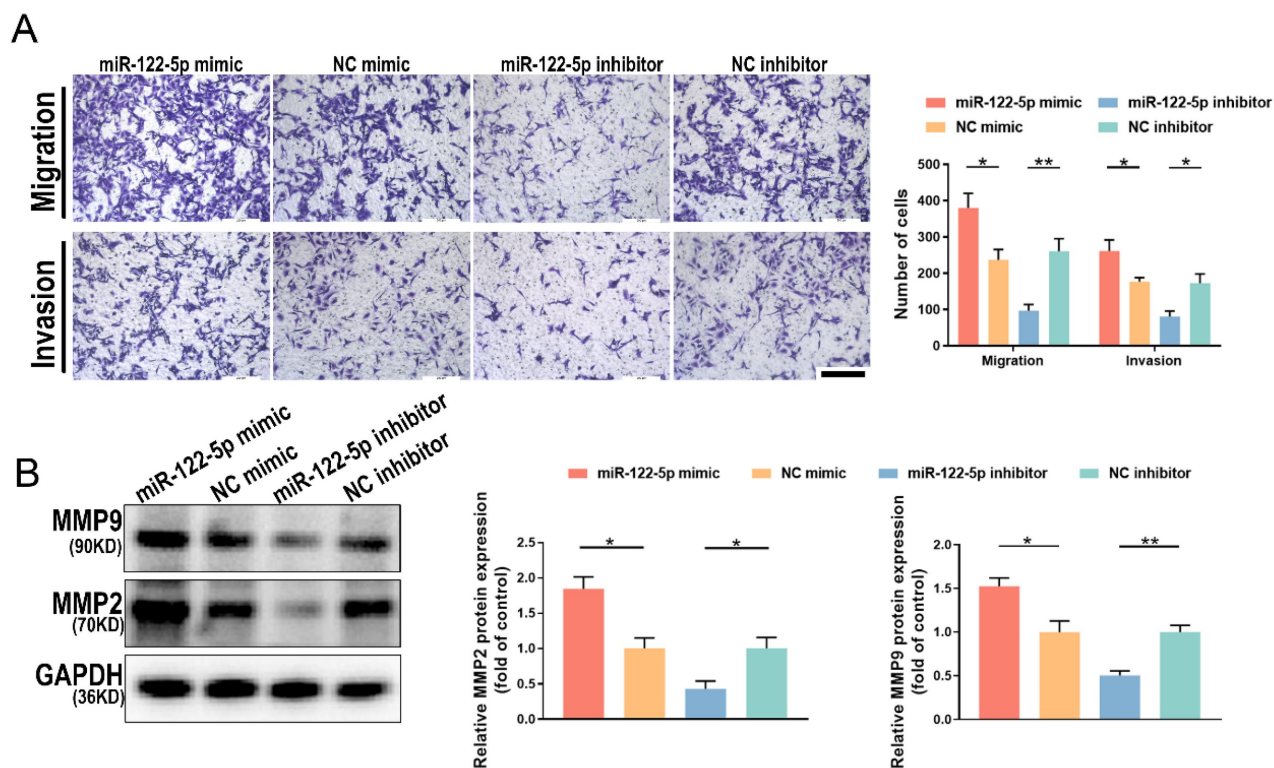 A
miR-122-5p mimic NC mimic miR-122-5p inhibitor NC inhibitor
Migration
Invasion
miR-122-5p mimic miR-122-5p inhibitor
NC mimic NC inhibitor
Number of cells
500
400
300
200
100
0
* ** * *
Migration Invasion
B
miR-122-5p mimic
NC mimic
miR-122-5p inhibitor
NC inhibitor
MMP9
(90KD)
MMP2
(70KD)
GAPDH
(36KD)
miR-122-5p mimic NC mimic miR-122-5p inhibitor NC inhibitor
Relative MMP2 protein expression
(fold of control)
2.5
2.0
1.5
1.0
0.5
0.0
* *
Relative MMP9 protein expression
(fold of control)
2.0
1.5
1.0
0.5
0.0
* **